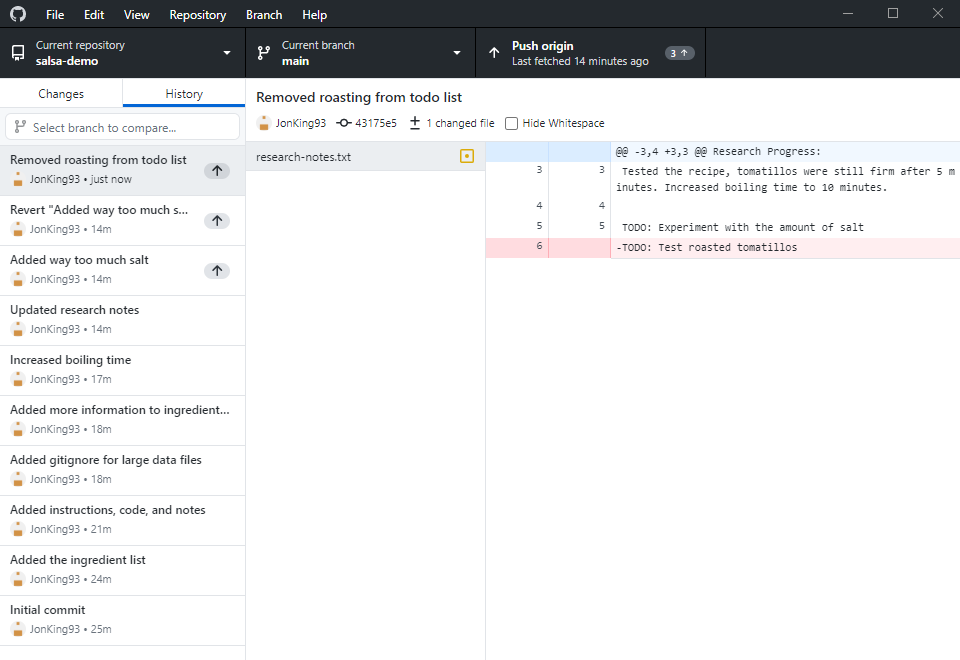 File Edit View Repository Branch Help
Current repository
salsa-demo
Current branch
main
Push origin
Last fetched 14 minutes ago
3
Changes History
Select branch to compare...
Removed roasting from todo list
JonKing93 • just now
Revert "Added way too much s...
JonKing93 • 14m
Added way too much salt
JonKing93 • 14m
Updated research notes
JonKing93 • 14m
Increased boiling time
JonKing93 • 17m
Added more information to ingredient...
JonKing93 • 18m
Added gitignore for large data files
JonKing93 • 18m
Added instructions, code, and notes
JonKing93 • 21m
Added the ingredient list
JonKing93 • 24m
Initial commit
JonKing93 • 25m
Removed roasting from todo list
JonKing93 43175e5 1 changed file Hide Whitespace
research-notes.txt
@@ -3,4 +3,3 @@ Research Progress:
3 3 Tested the recipe, tomatillos were still firm after 5 m
inutes. Increased boiling time to 10 minutes.
4 4
5 5 TODO: Experiment with the amount of salt
6 -TODO: Test roasted tomatillos